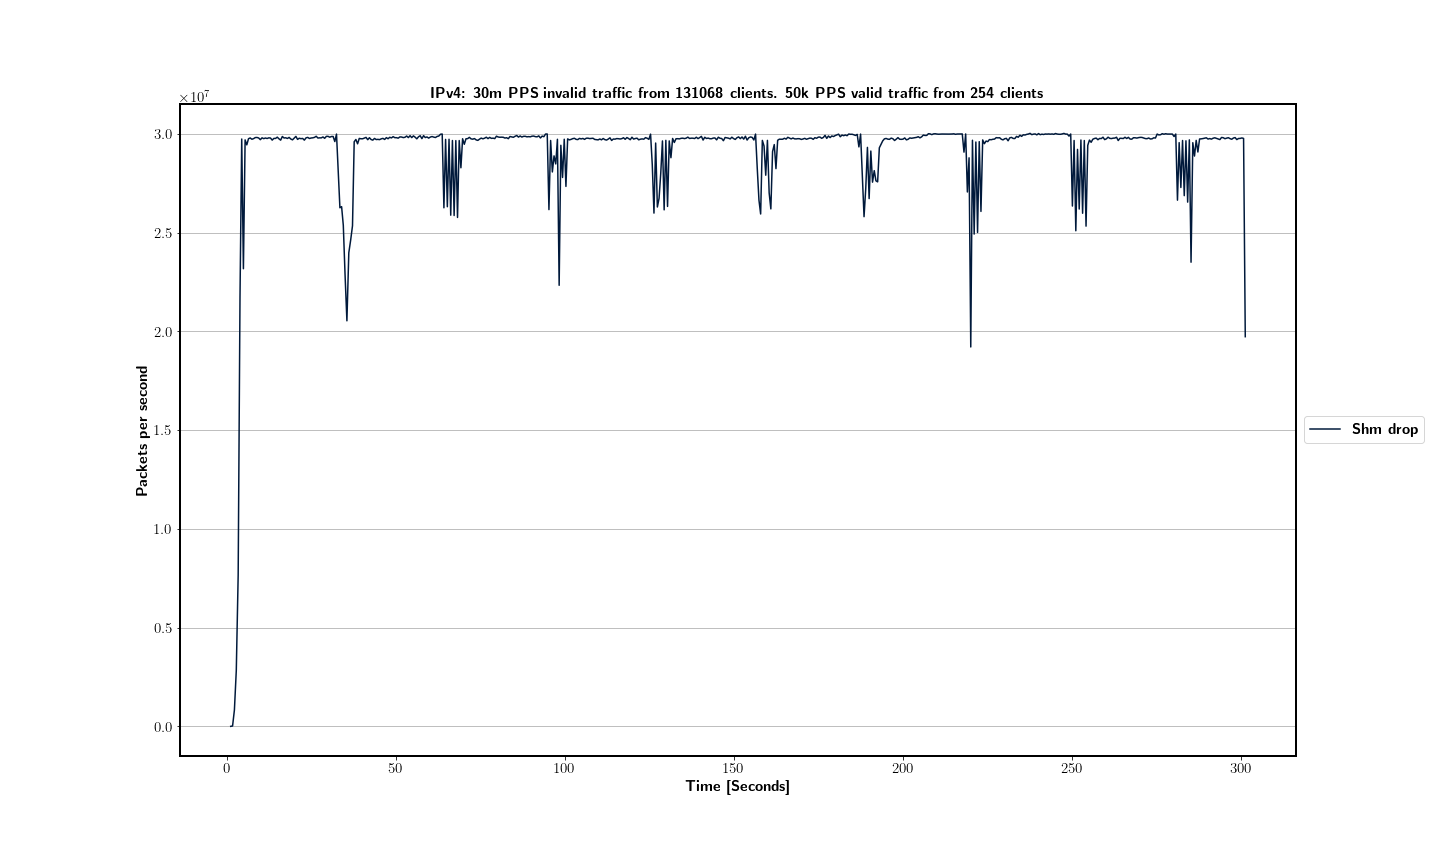 IPv4: 30m PPS invalid traffic from 131068 clients. 50k PPS valid traffic from 254 clients
×10⁷
3.0
2.5
2.0
1.5
1.0
0.5
0.0
Packets per second
0 50 100 150 200 250 300
Time [Seconds]
Shm drop